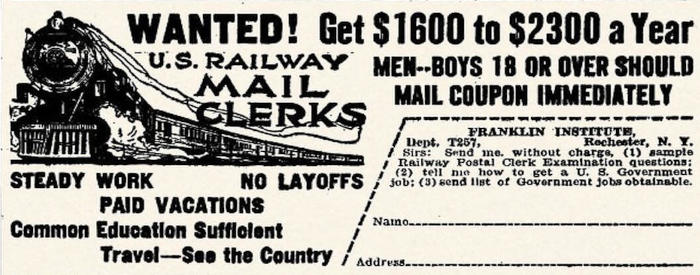 WANTED! Get $1600 to $2300 a Year
U.S. RAILWAY
MAIL
CLERKS
MEN--BOYS 18 OR OVER SHOULD
MAIL COUPON IMMEDIATELY
STEADY WORK NO LAYOFFS
PAID VACATIONS
Common Education Sufficient
Travel—See the Country
FRANKLIN INSTITUTE,
Dept. T257, Rochester, N. Y.
Sirs: Send me, without charge, (1) sample
Railway Postal Clerk Examination questions;
(2) tell me how to get a U. S. Government
job; (3) send list of Government jobs obtainable.
Name
Address